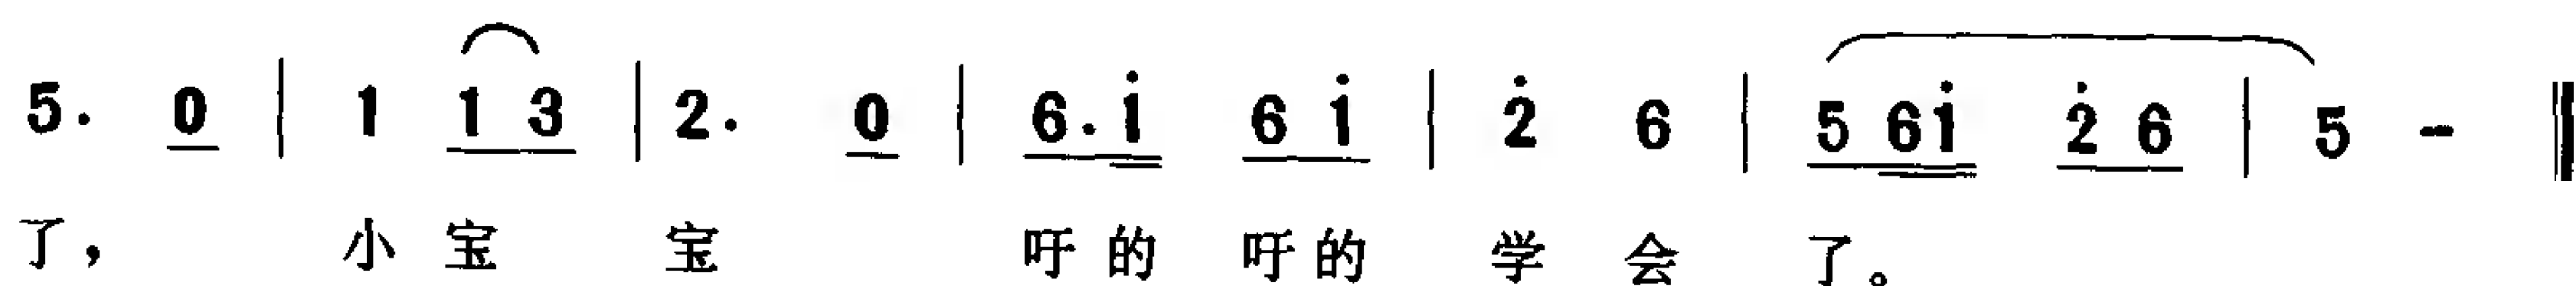 5. 0 | 1 1 3 | 2. 0 | 6. i 6 i | 2̇ 6 | 5 6i 2̇ 6 | 5 - ‖
了， 小 宝 宝 吁 的 吁 的 学 会 了。